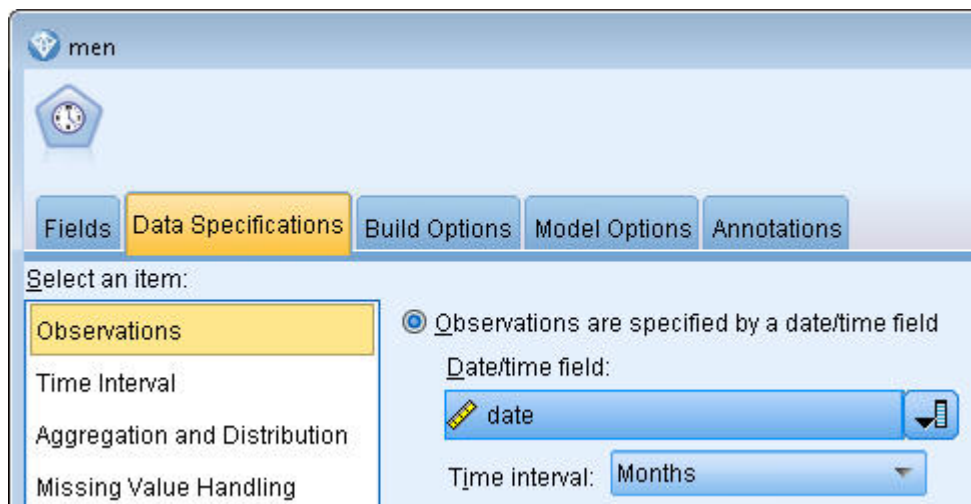 men
Fields Data Specifications Build Options Model Options Annotations
Select an item:
Observations
Time Interval
Aggregation and Distribution
Missing Value Handling
Observations are specified by a date/time field
Date/time field:
date
Time interval: Months